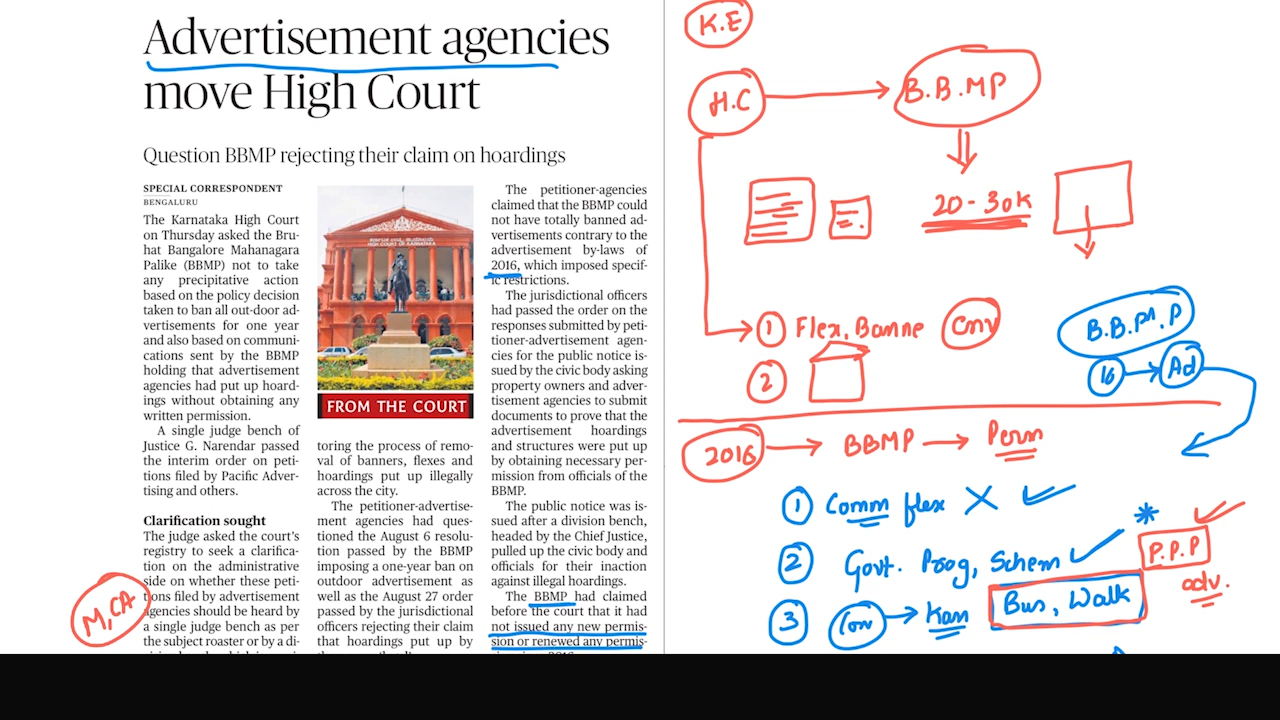 Advertisement agencies
move High Court
Question BBMP rejecting their claim on hoardings
SPECIAL CORRESPONDENT
BENGALURU
The Karnataka High Court
on Thursday asked the Bru-
hat Bangalore Mahanagara
Palike (BBMP) not to take
any precipitative action
based on the policy decision
taken to ban all out-door ad-
vertisements for one year
and also based on communi-
cations sent by the BBMP
holding that advertisement
agencies had put up hoard-
ings without obtaining any
written permission.
A single judge bench of
Justice G. Narendar passed
the interim order on peti-
tions filed by Pacific Adver-
tising and others.
Clarification sought
The judge asked the court's
registry to seek a clarifica-
tion on the administrative
side on whether these peti-
tions filed by advertisement
agencies should be heard by
a single judge bench as per
the subject roaster or by a di-
FROM THE COURT
toring the process of remo-
val of banners, flexes and
hoardings put up illegally
across the city.
The petitioner-advertise-
ment agencies had ques-
tioned the August 6 resolu-
tion passed by the BBMP
imposing a one-year ban on
outdoor advertisement as
well as the August 27 order
passed by the jurisdictional
officers rejecting their claim
that hoardings put up by
The petitioner-agencies
claimed that the BBMP could
not have totally banned ad-
vertisements contrary to the
advertisement by-laws of
2016, which imposed specif-
ic restrictions.
The jurisdictional officers
had passed the order on the
responses submitted by peti-
tioner-advertisement agen-
cies for the public notice is-
sued by the civic body asking
property owners and adver-
tisement agencies to submit
documents to prove that the
advertisement hoardings
and structures were put up
by obtaining necessary per-
mission from officials of the
BBMP.
The public notice was is-
sued after a division bench,
headed by the Chief Justice,
pulled up the civic body and
officials for their inaction
against illegal hoardings.
The BBMP had claimed
before the court that it had
not issued any new permis-
sion or renewed any permis-
M, CA
K.E
H.C B.B.MP
20-30K
1 Flex, Banne Cnv
2
B.B.M.P
16 Ad
2016 BBMP Perm
1 Comm flex
2 Govt. Prog, Schem
P.P.P
adv.
3 Con Kan Bus, Walk